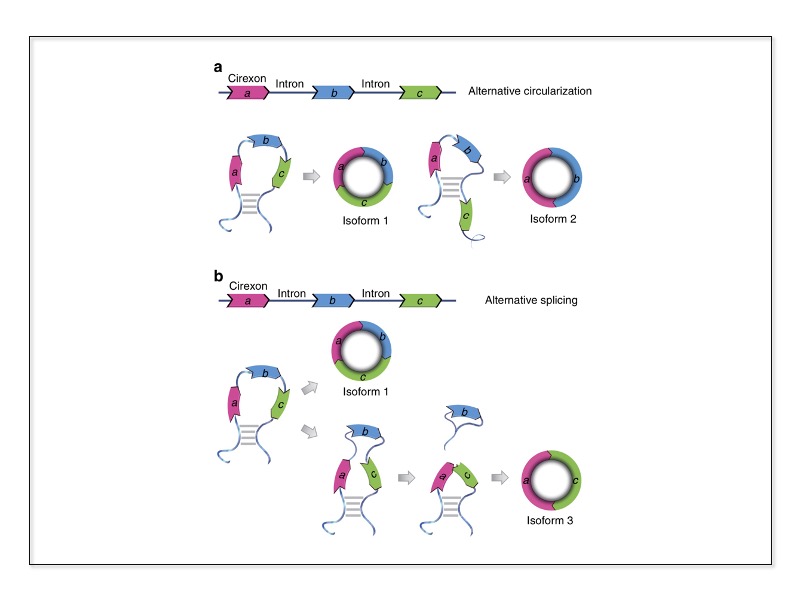 a
Cirexon
Intron
Intron
a
b
c
Alternative circularization
a
b
c
a
b
c
Isoform 1
a
b
c
a
b
Isoform 2
b
Cirexon
Intron
Intron
a
b
c
Alternative splicing
a
b
c
Isoform 1
a
b
c
b
a
c
b
a
c
a
c
Isoform 3